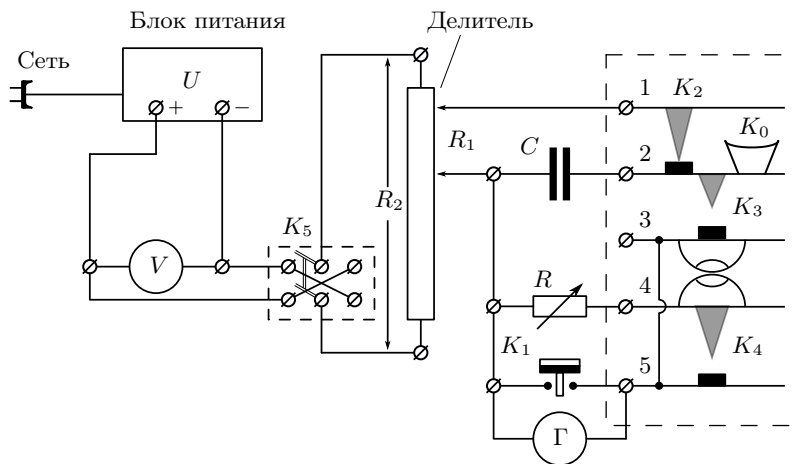 Блок питания
Делитель
Сеть
U
+ −
1 K₂
R₁ C 2 K₀
R₂
K₅ 3 K₃
V
R 4
K₁ K₄
5
Г